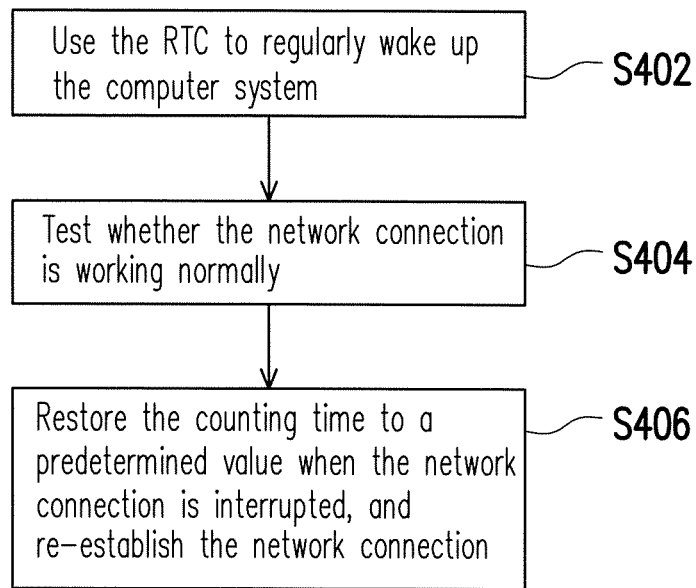 Use the RTC to regularly wake up
the computer system
S402
Test whether the network connection
is working normally
S404
Restore the counting time to a
predetermined value when the network
connection is interrupted, and
re-establish the network connection
S406